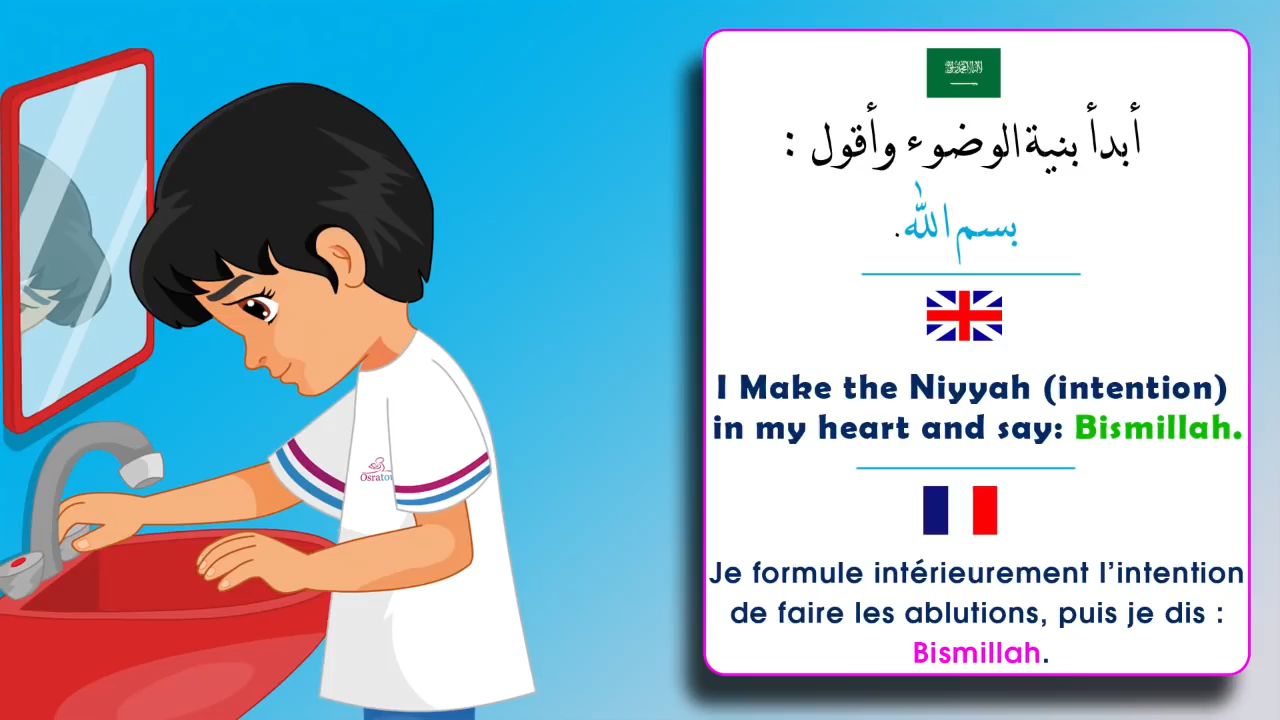 أبدأ بنية الوضوء وأقول :
بسم الله.
I Make the Niyyah (intention)
in my heart and say: Bismillah.
Je formule intérieurement l'intention
de faire les ablutions, puis je dis :
Bismillah.
Osratou